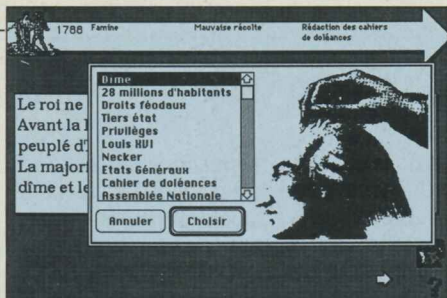 1788
Famine
Mauvaise récolte
Rédaction des cahiers
de doléances
Le roi ne
Avant la
peuplé d'
La major
dîme et le
Dîme
28 millions d'habitants
Droits féodaux
Tiers état
Privilèges
Louis XVI
Necker
Etats Généraux
Cahier de doléances
Assemblée Nationale
Annuler
Choisir